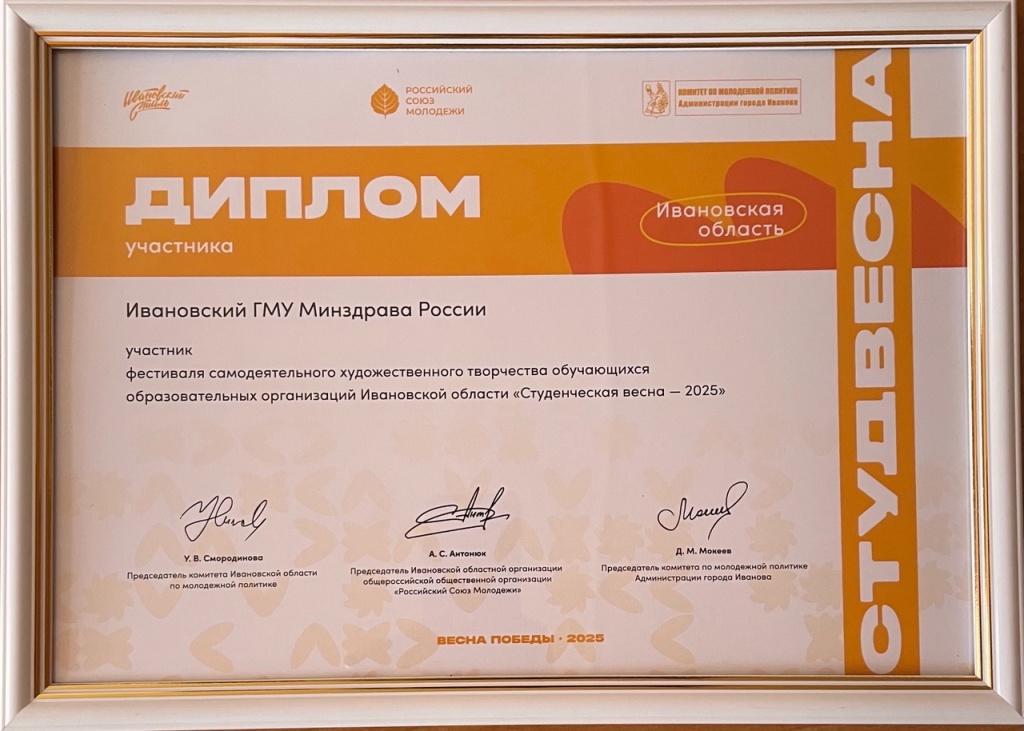 Ивановский
стиль
РОССИЙСКИЙ
СОЮЗ
МОЛОДЕЖИ
КОМИТЕТ ПО МОЛОДЕЖНОЙ ПОЛИТИКЕ
Администрации города Иванова
ДИПЛОМ
участника
Ивановская
область
СТУДВЕСНА
Ивановский ГМУ Минздрава России
участник
фестиваля самодеятельного художественного творчества обучающихся
образовательных организаций Ивановской области «Студенческая весна — 2025»
У. В. Смородинова
Председатель комитета Ивановской области
по молодежной политике
А. С. Антонюк
Председатель Ивановской областной организации
общероссийской общественной организации
«Российский Союз Молодежи»
Д. М. Мокеев
Председатель комитета по молодежной политике
Администрации города Иванова
ВЕСНА ПОБЕДЫ · 2025